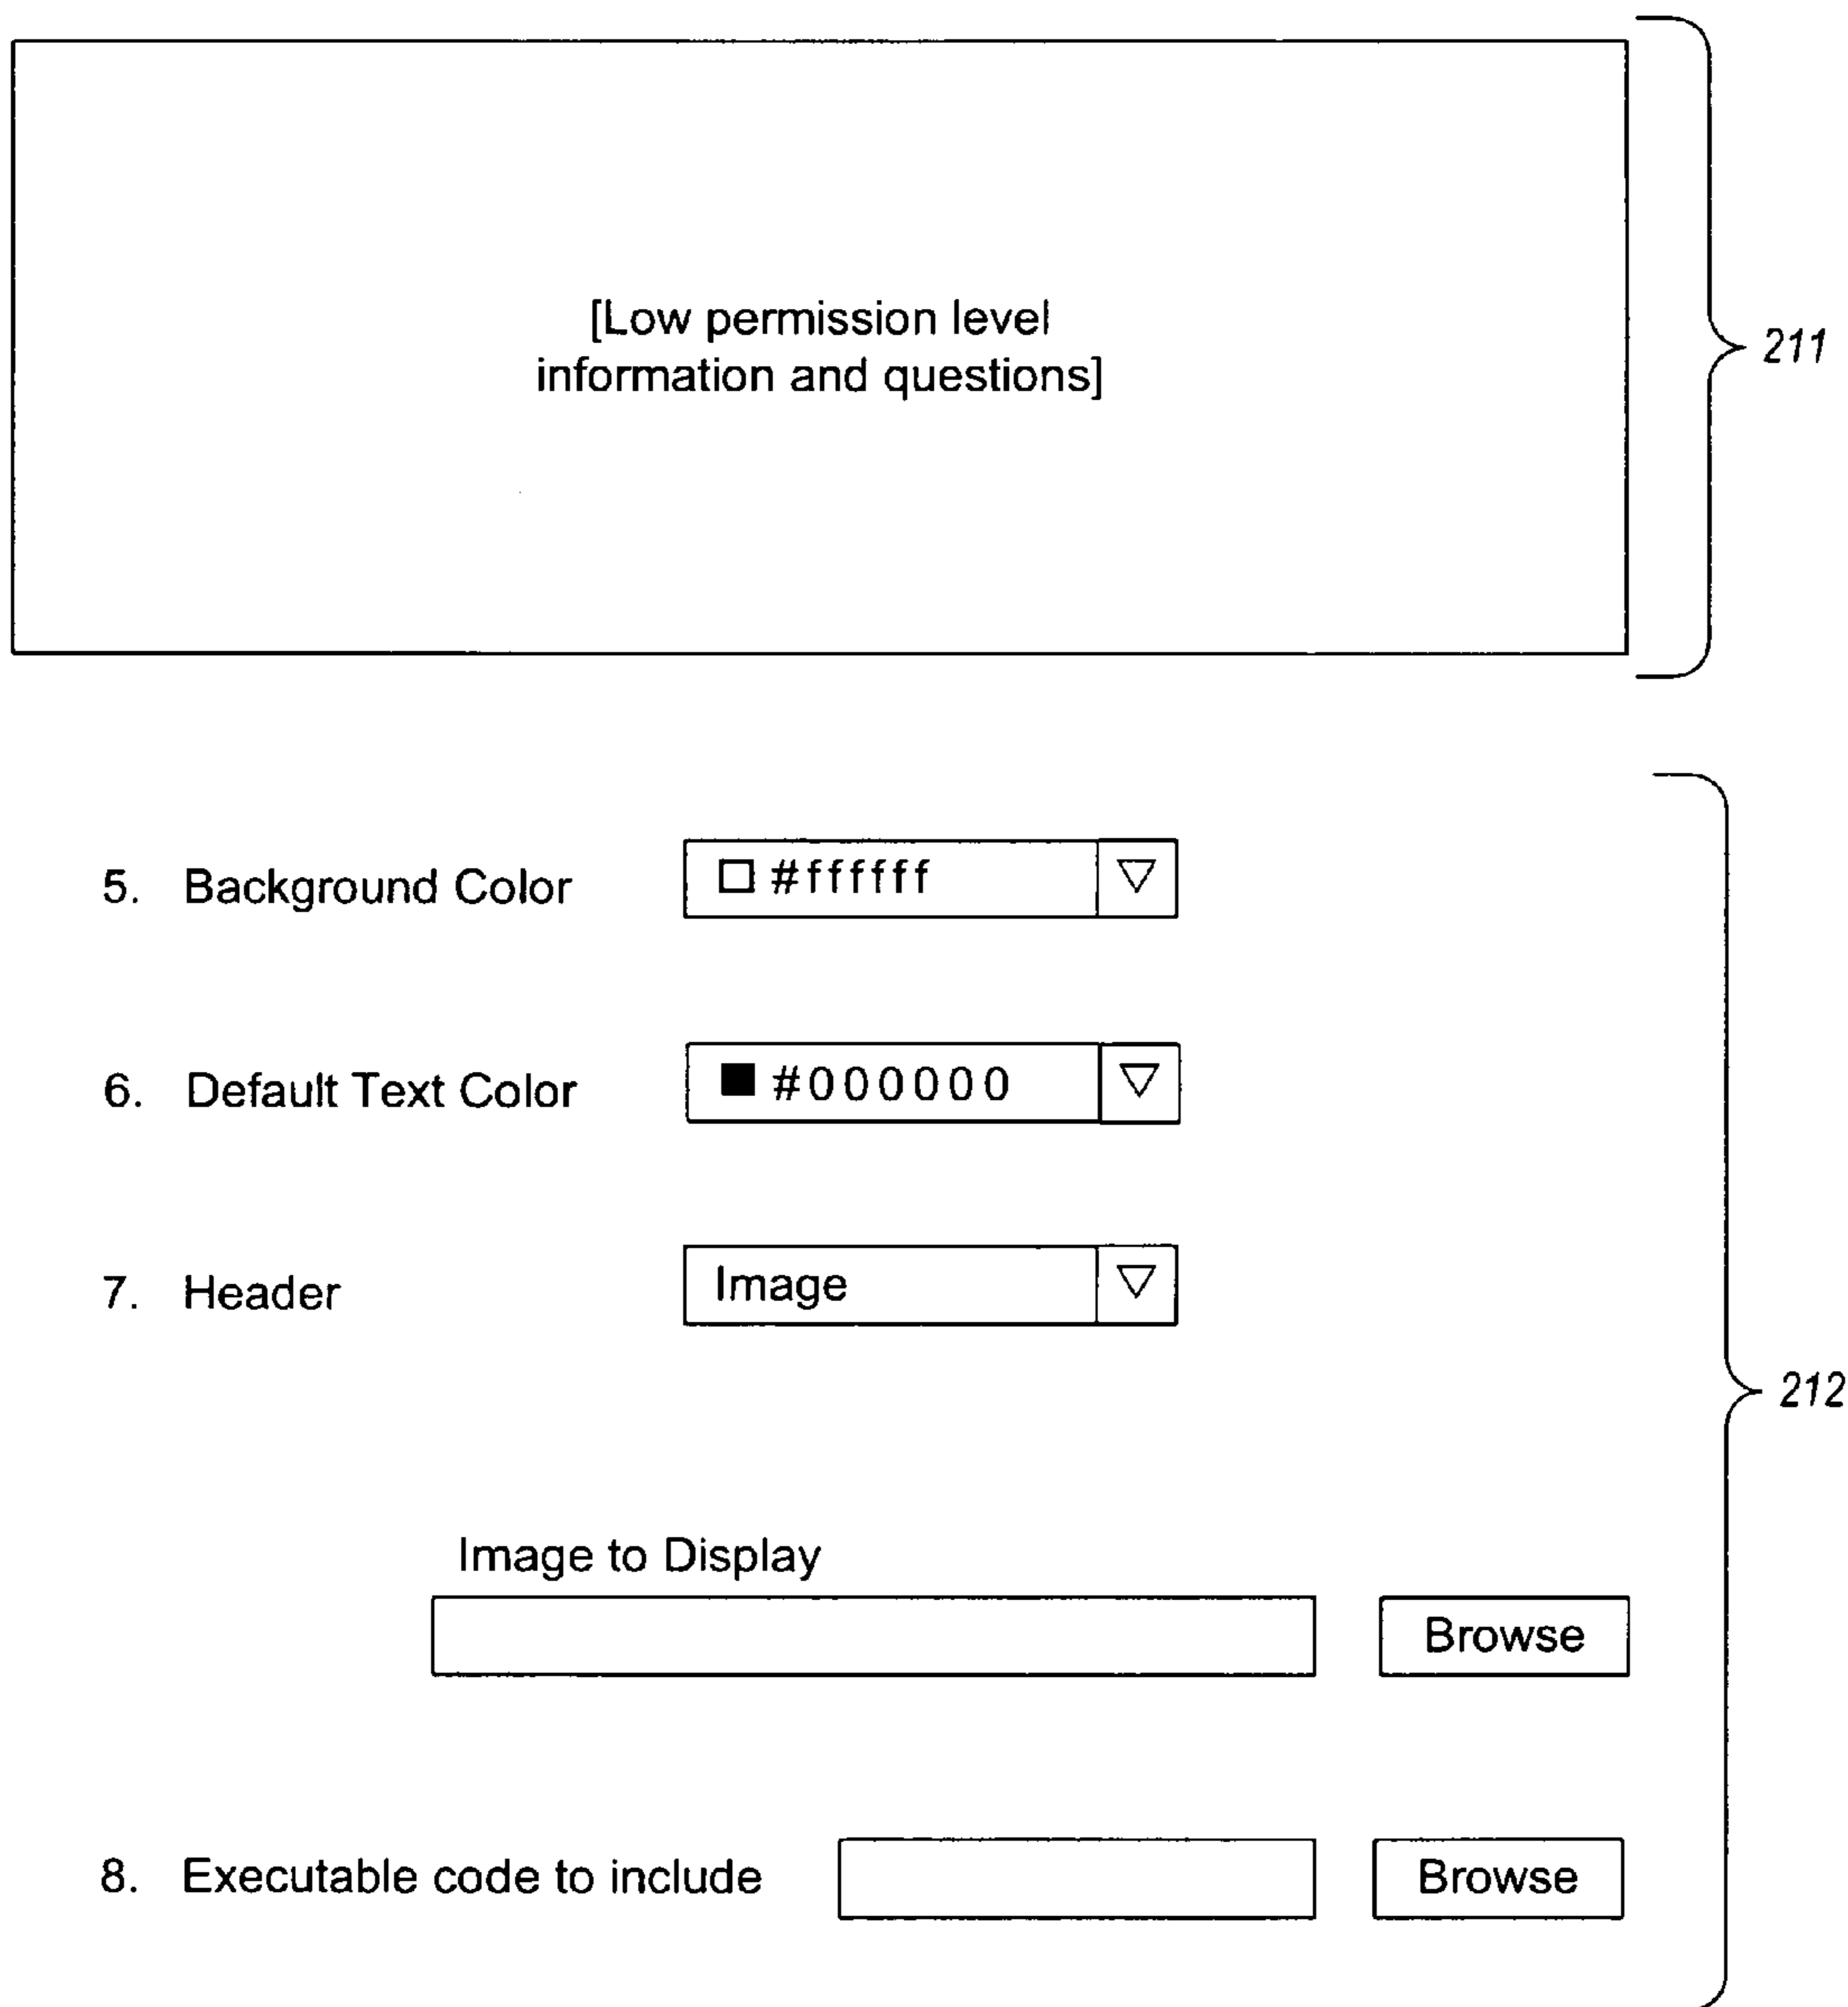 [Low permission level
information and questions]
211
5. Background Color #ffffff
6. Default Text Color #000000
7. Header Image
212
Image to Display
Browse
8. Executable code to include Browse